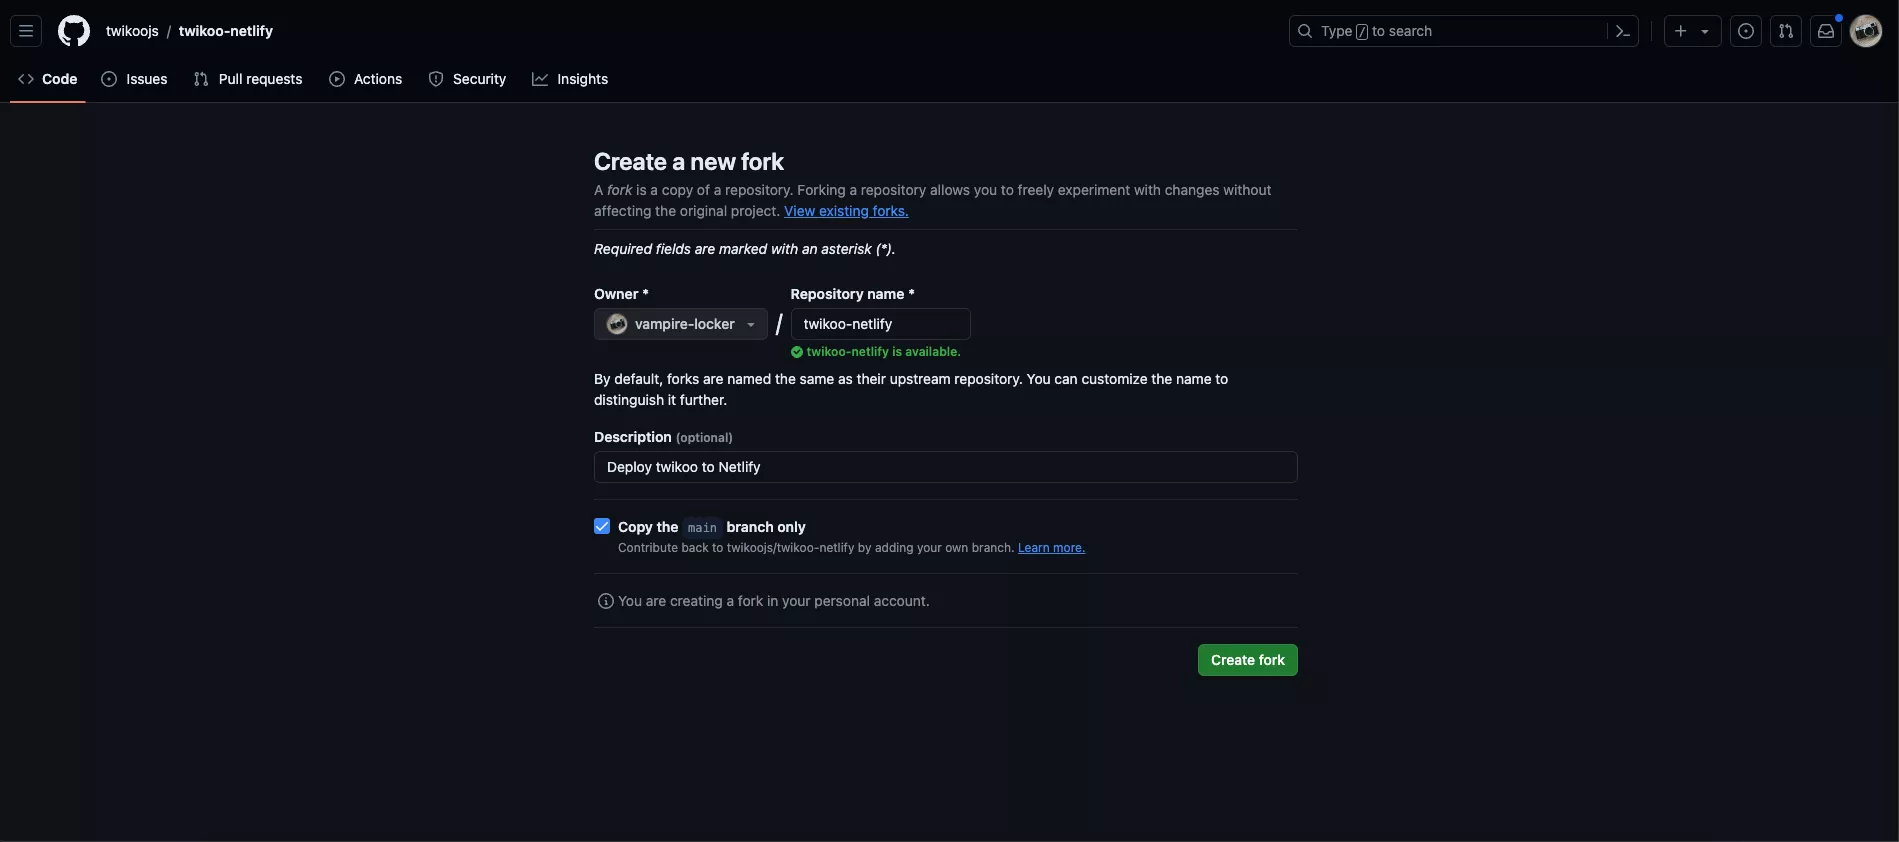 twikoojs / twikoo-netlify
Type / to search
Code Issues Pull requests Actions Security Insights
Create a new fork
A fork is a copy of a repository. Forking a repository allows you to freely experiment with changes without
affecting the original project. View existing forks.
Required fields are marked with an asterisk (*).
Owner * Repository name *
vampire-locker / twikoo-netlify
twikoo-netlify is available.
By default, forks are named the same as their upstream repository. You can customize the name to
distinguish it further.
Description (optional)
Deploy twikoo to Netlify
Copy the main branch only
Contribute back to twikoojs/twikoo-netlify by adding your own branch. Learn more.
You are creating a fork in your personal account.
Create fork